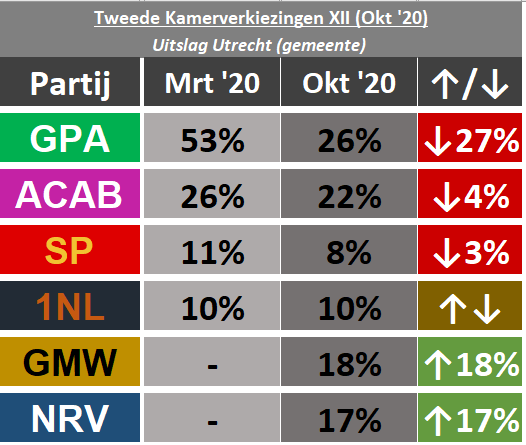 Tweede Kamerverkiezingen XII (Okt '20)
Uitslag Utrecht (gemeente)
Partij Mrt '20 Okt '20 ↑/↓
GPA 53% 26% ↓27%
ACAB 26% 22% ↓4%
SP 11% 8% ↓3%
1NL 10% 10% ↑↓
GMW - 18% ↑18%
NRV - 17% ↑17%